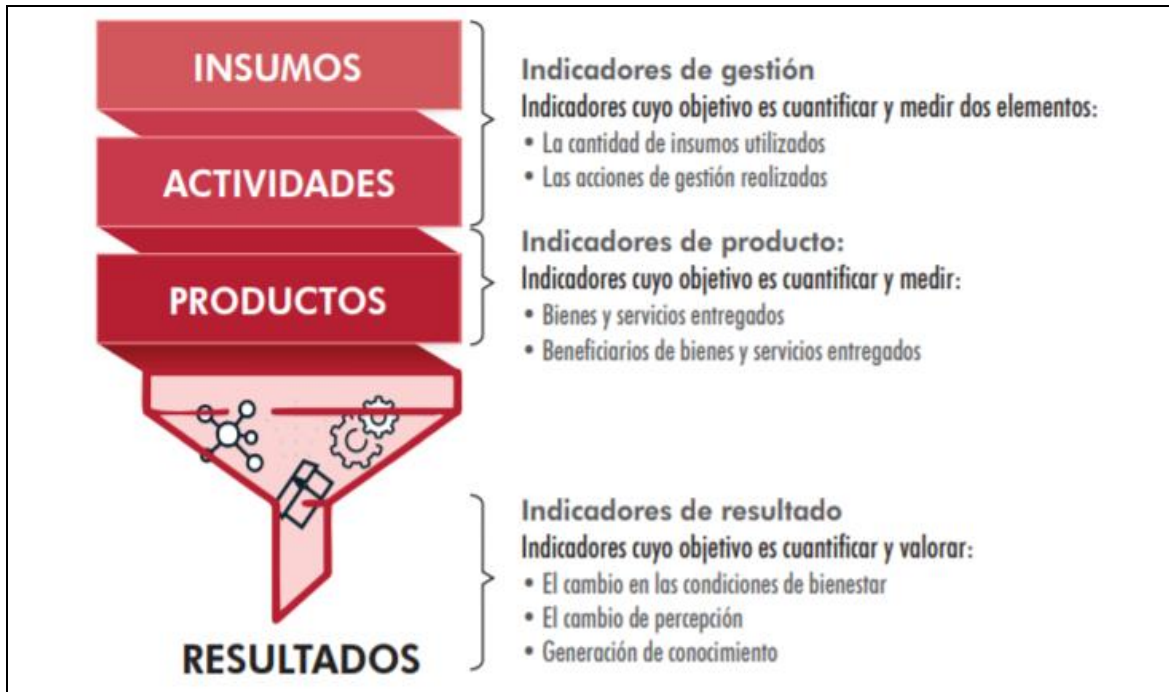 INSUMOS
ACTIVIDADES
PRODUCTOS
RESULTADOS
Indicadores de gestión
Indicadores cuyo objetivo es cuantificar y medir dos elementos:
• La cantidad de insumos utilizados
• Las acciones de gestión realizadas
Indicadores de producto:
Indicadores cuyo objetivo es cuantificar y medir:
• Bienes y servicios entregados
• Beneficiarios de bienes y servicios entregados
Indicadores de resultado
Indicadores cuyo objetivo es cuantificar y valorar:
• El cambio en las condiciones de bienestar
• El cambio de percepción
• Generación de conocimiento